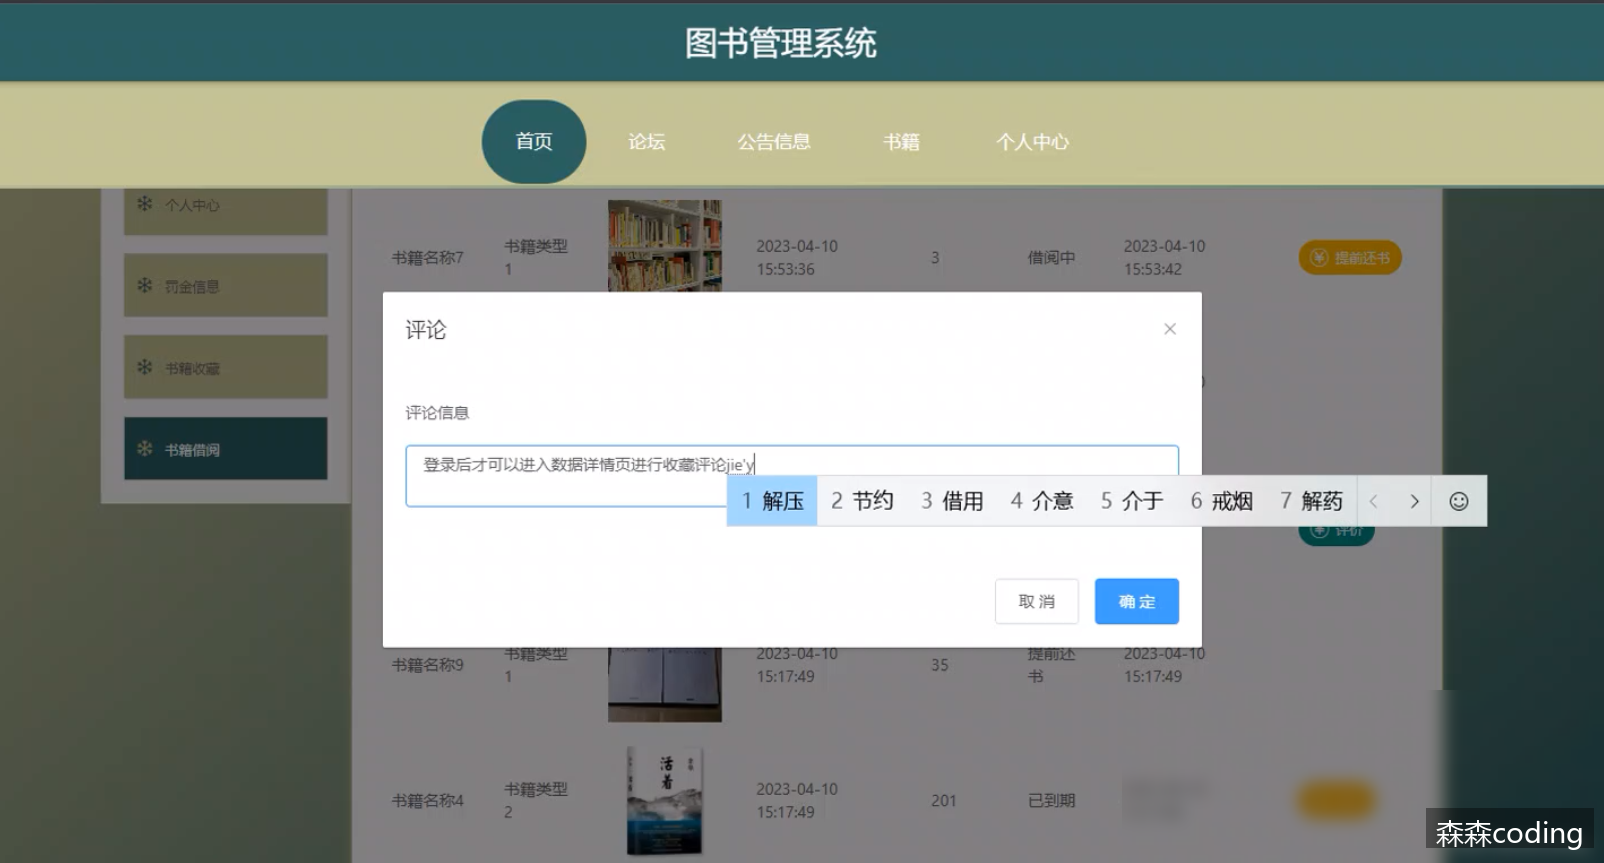 图书管理系统
首页 论坛 公告信息 书籍 个人中心
个人中心
罚金信息
书籍收藏
书籍借阅
书籍名称7 书籍类型 2023-04-10 3 借阅中 2023-04-10 提前还书
1 15:53:36 15:53:42
评论
评论信息
登录后才可以进入数据详情页进行收藏评论jie'y
1 解压 2 节约 3 借用 4 介意 5 介于 6 戒烟 7 解药
评价
取消 确定
书籍名称9 书籍类型 2023-04-10 35 提前还 2023-04-10
1 15:17:49 书 15:17:49
活着
书籍名称4 书籍类型 2023-04-10 201 已到期
2 15:17:49
森森coding